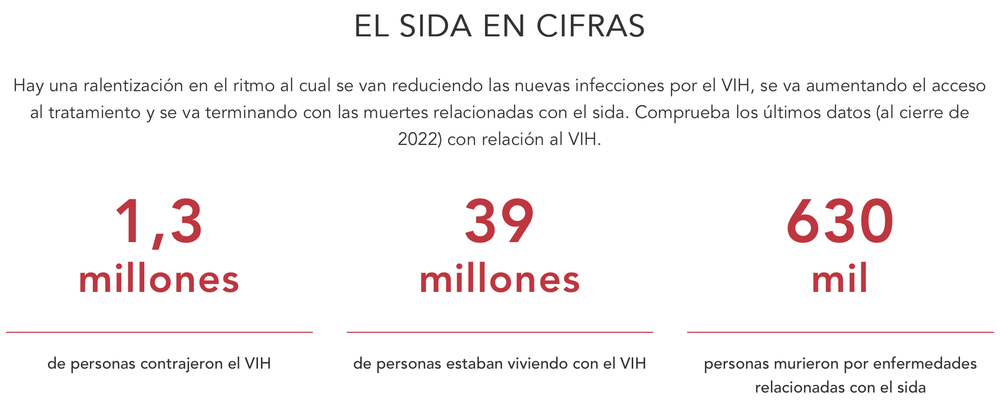 EL SIDA EN CIFRAS
Hay una ralentización en el ritmo al cual se van reduciendo las nuevas infecciones por el VIH, se va aumentando el acceso
al tratamiento y se va terminando con las muertes relacionadas con el sida. Comprueba los últimos datos (al cierre de
2022) con relación al VIH.
1,3
millones
de personas contrajeron el VIH
39
millones
de personas estaban viviendo con el VIH
630
mil
personas murieron por enfermedades
relacionadas con el sida